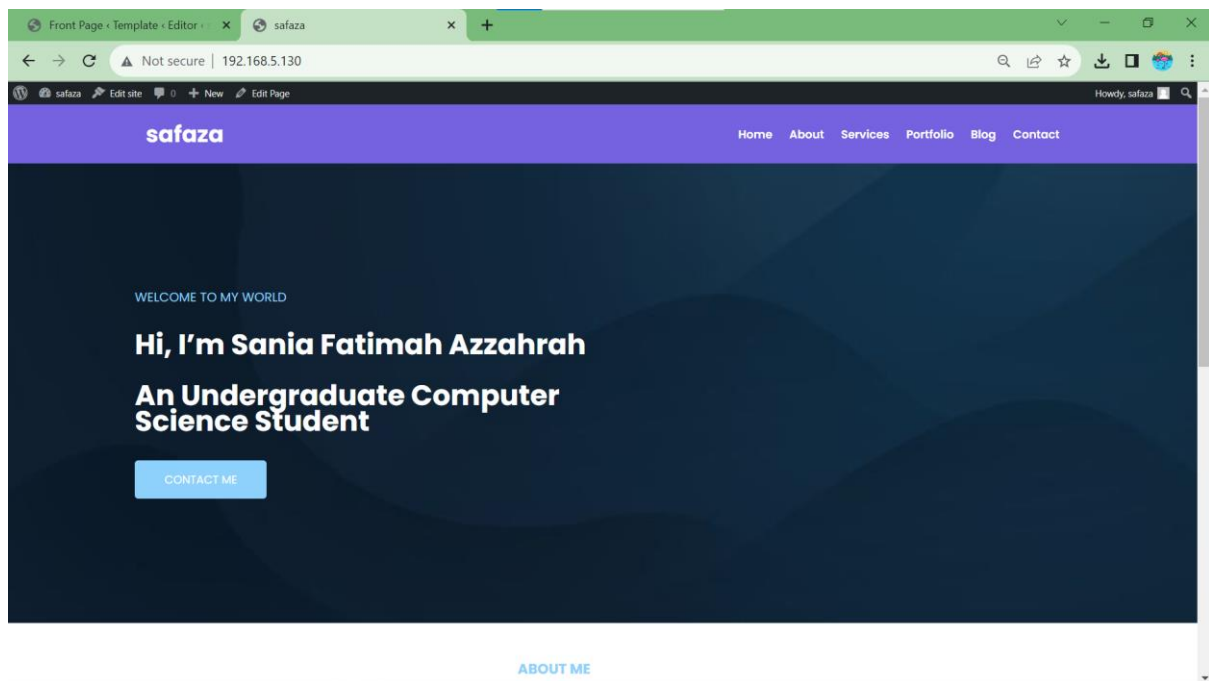 Front Page ‹ Template ‹ Editor ‹
safaza
Not secure | 192.168.5.130
safaza Edit site 0 + New Edit Page Howdy, safaza
safaza
Home About Services Portfolio Blog Contact
WELCOME TO MY WORLD
Hi, I’m Sania Fatimah Azzahrah
An Undergraduate Computer
Science Student
CONTACT ME
ABOUT ME